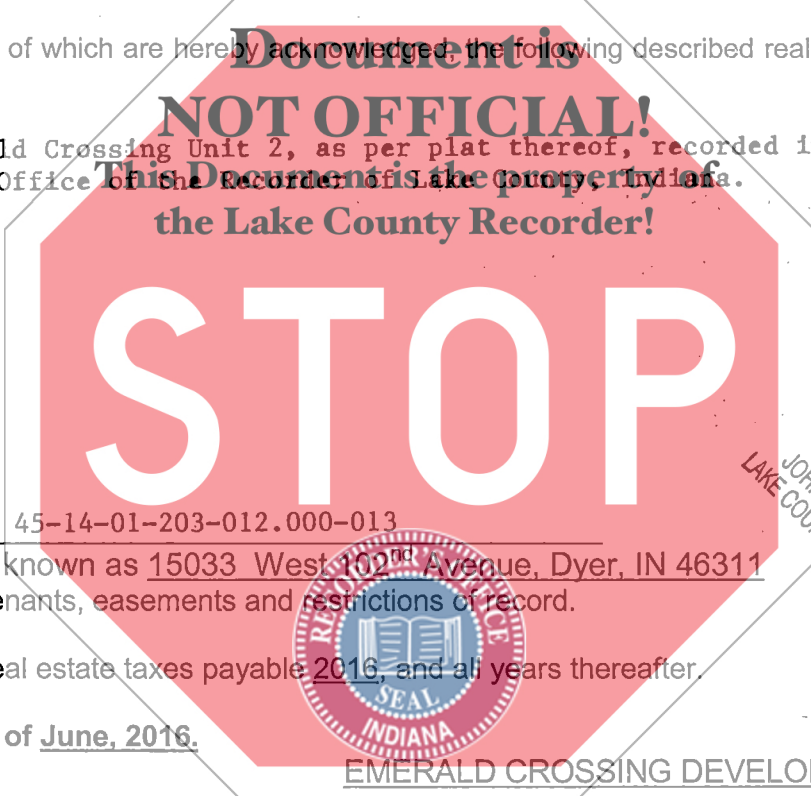 of which are hereby acknowledged, the following described real
Document is
NOT OFFICIAL!
ld Crossing Unit 2, as per plat thereof, recorded i
Office of the Recorder of Lake County, Indiana.
This Document is the property of
the Lake County Recorder!
STOP
JOH
LAKE COU
45-14-01-203-012.000-013
known as 15033 West 102nd Avenue, Dyer, IN 46311
enants, easements and restrictions of record.
RECORDER'S OFFICE
eal estate taxes payable 2016, and all years thereafter.
SEAL
INDIANA
of June, 2016.
EMERALD CROSSING DEVELO